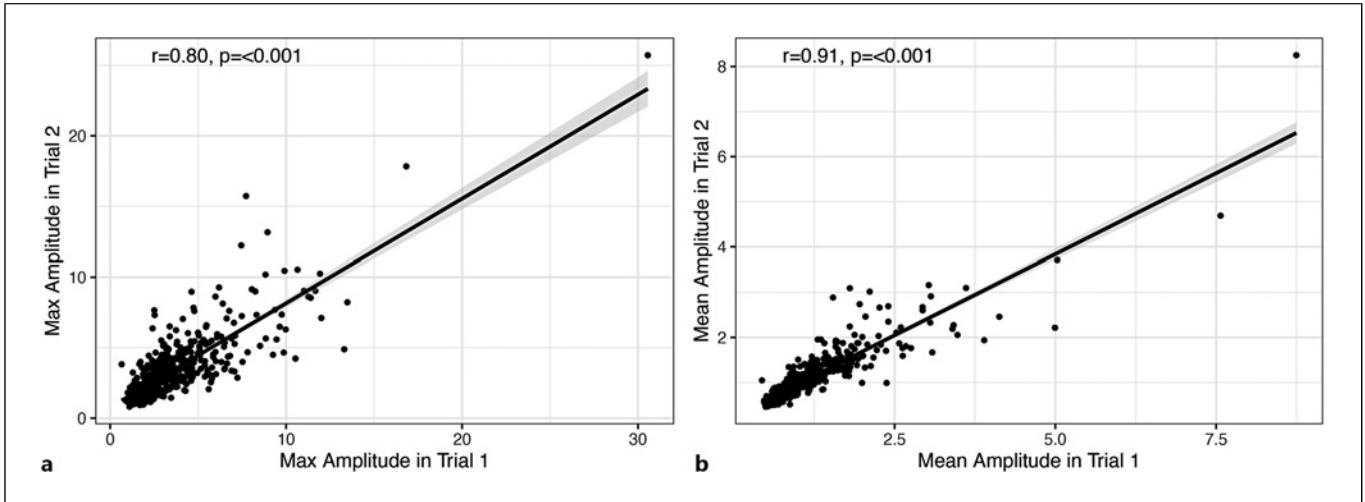 r=0.80, p=<0.001
Max Amplitude in Trial 2
20
10
0
0
10
20
30
Max Amplitude in Trial 1
a
r=0.91, p=<0.001
Mean Amplitude in Trial 2
8
6
4
2
2.5
5.0
7.5
Mean Amplitude in Trial 1
b